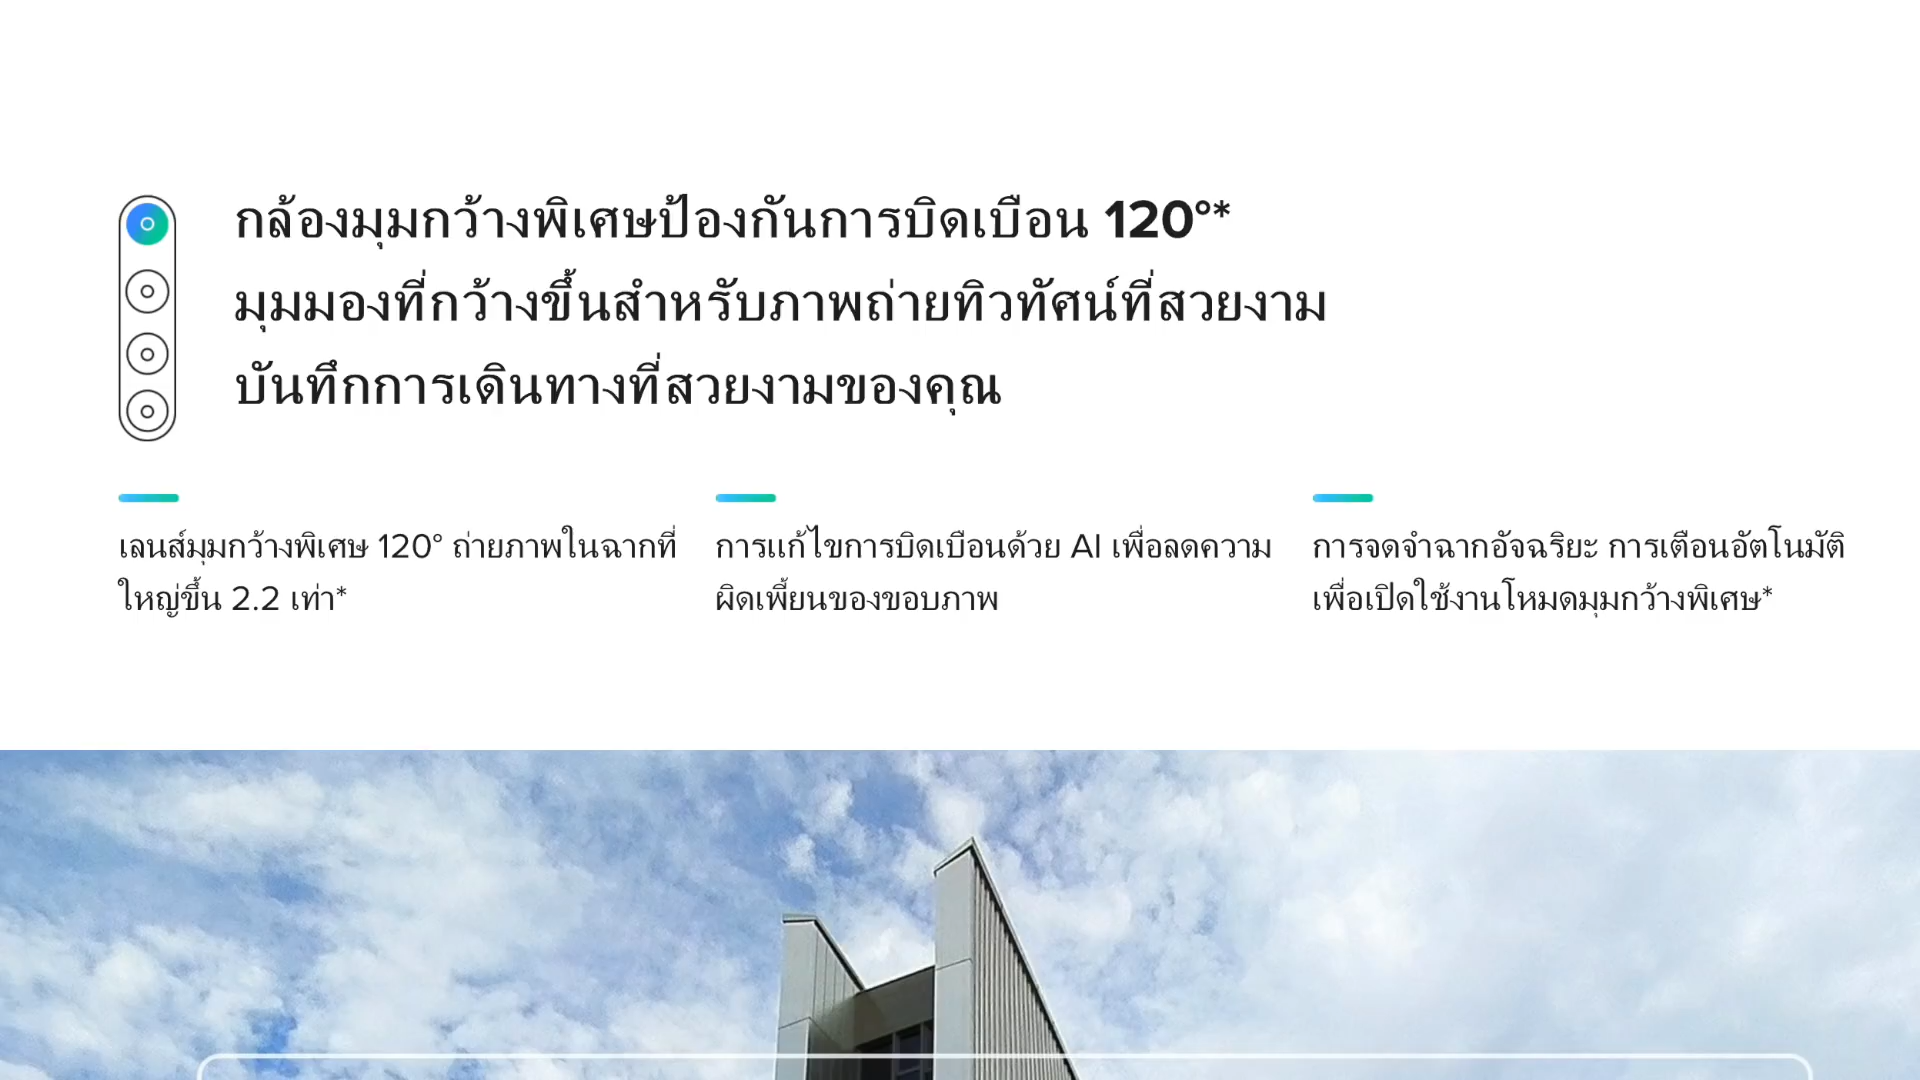 กล้องมุมกว้างพิเศษป้องกันการบิดเบือน 120°*
มุมมองที่กว้างขึ้นสำหรับภาพถ่ายทิวทัศน์ที่สวยงาม
บันทึกการเดินทางที่สวยงามของคุณ
เลนส์มุมกว้างพิเศษ 120° ถ่ายภาพในฉากที่
ใหญ่ขึ้น 2.2 เท่า*
การแก้ไขการบิดเบือนด้วย AI เพื่อลดความ
ผิดเพี้ยนของขอบภาพ
การจดจำฉากอัจฉริยะ การเตือนอัตโนมัติ
เพื่อเปิดใช้งานโหมดมุมกว้างพิเศษ*